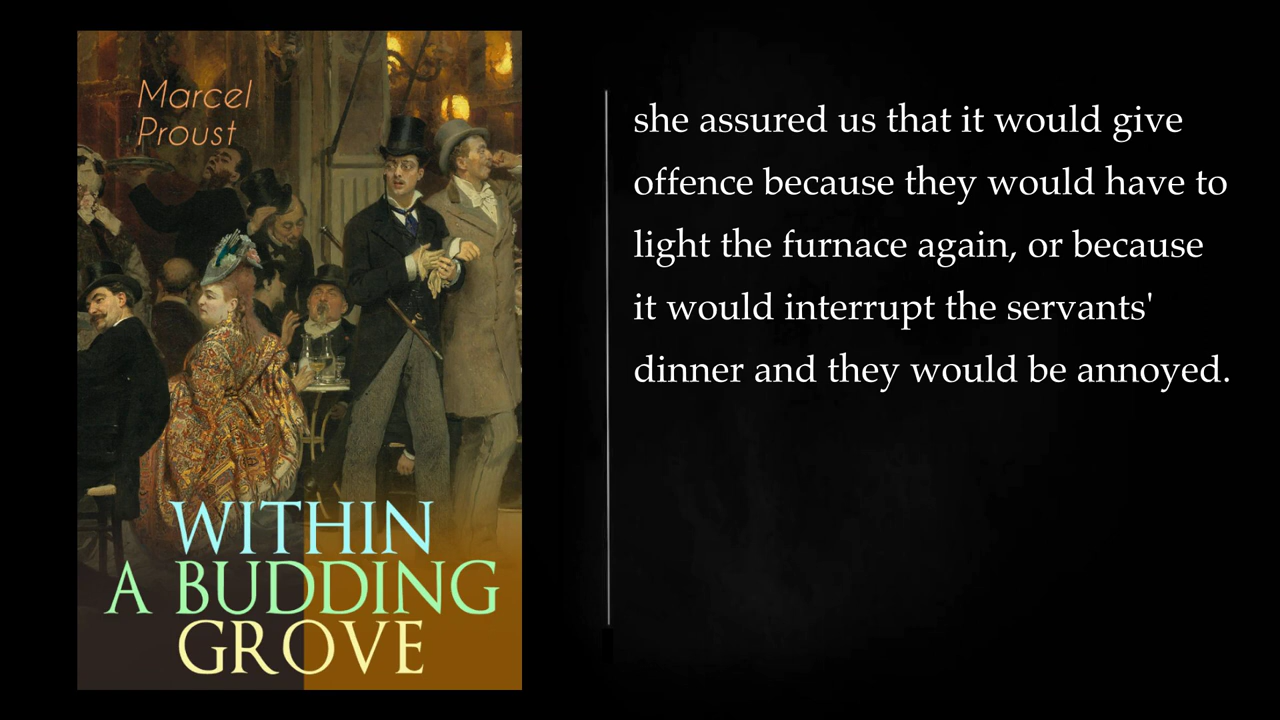 Marcel
Proust
WITHIN
A BUDDING
GROVE
she assured us that it would give
offence because they would have to
light the furnace again, or because
it would interrupt the servants'
dinner and they would be annoyed.